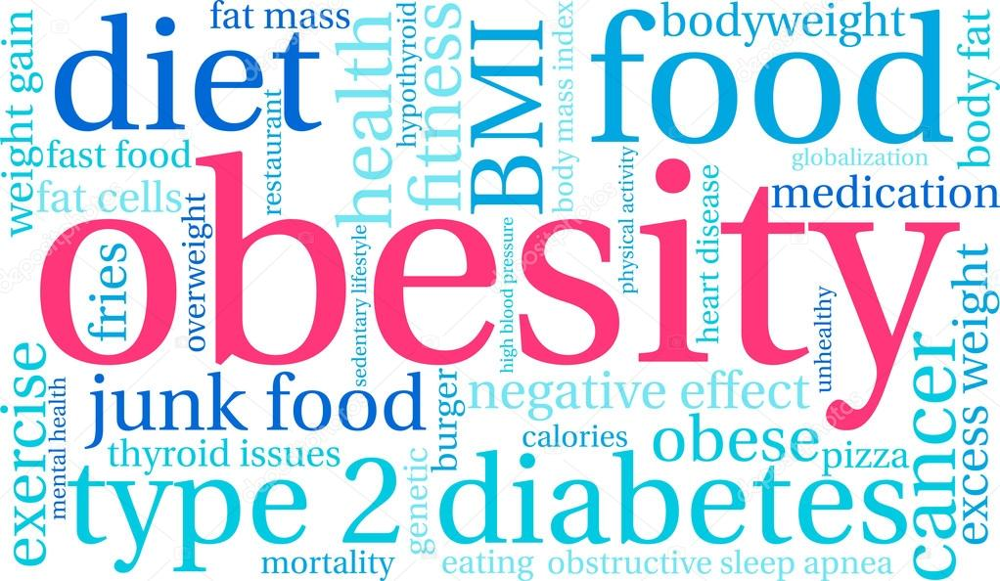 fat mass
bodyweight
diet
food
weight gain
restaurant
health
hypothyroid
fitness
BMI
body mass index
body fat
fast food
globalization
fat cells
medication
obesity
fries
overweight
sedentary lifestyle
high blood pressure
physical activity
heart disease
unhealthy
exercise
mental health
junk food
burger
negative effect
cancer
excess weight
calories
obese
pizza
thyroid issues
type 2 diabetes
genetic
mortality
eating
obstructive sleep apnea